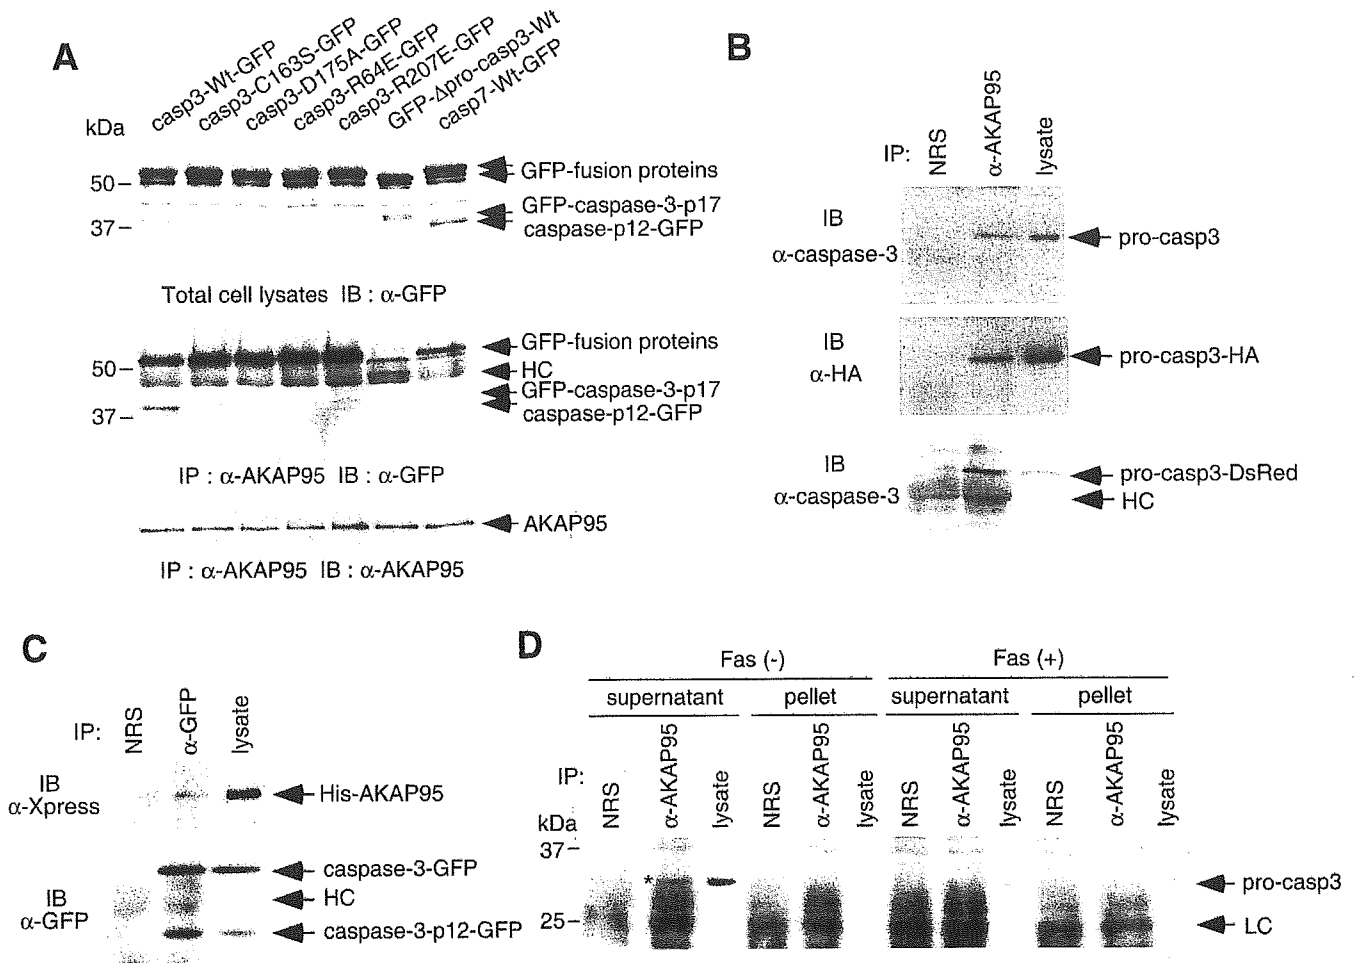 A
casp3-Wt-GFP
casp3-C163S-GFP
casp3-D175A-GFP
casp3-R64E-GFP
casp3-R207E-GFP
GFP-Δpro-casp3-Wt
casp7-Wt-GFP
kDa
GFP-fusion proteins
50
GFP-caspase-3-p17
37
caspase-p12-GFP
Total cell lysates IB : α-GFP
GFP-fusion proteins
50
HC
GFP-caspase-3-p17
37
caspase-p12-GFP
IP : α-AKAP95 IB : α-GFP
AKAP95
IP : α-AKAP95 IB : α-AKAP95
B
IP: NRS α-AKAP95 lysate
IB
α-caspase-3
pro-casp3
IB
α-HA
pro-casp3-HA
IB
α-caspase-3
pro-casp3-DsRed
HC
C
IP: NRS α-GFP lysate
IB
α-Xpress
His-AKAP95
caspase-3-GFP
IB
α-GFP
HC
caspase-3-p12-GFP
D
Fas (-) Fas (+)
supernatant pellet supernatant pellet
IP: NRS α-AKAP95 lysate NRS α-AKAP95 lysate NRS α-AKAP95 lysate NRS α-AKAP95 lysate
kDa
37
*
pro-casp3
25
LC